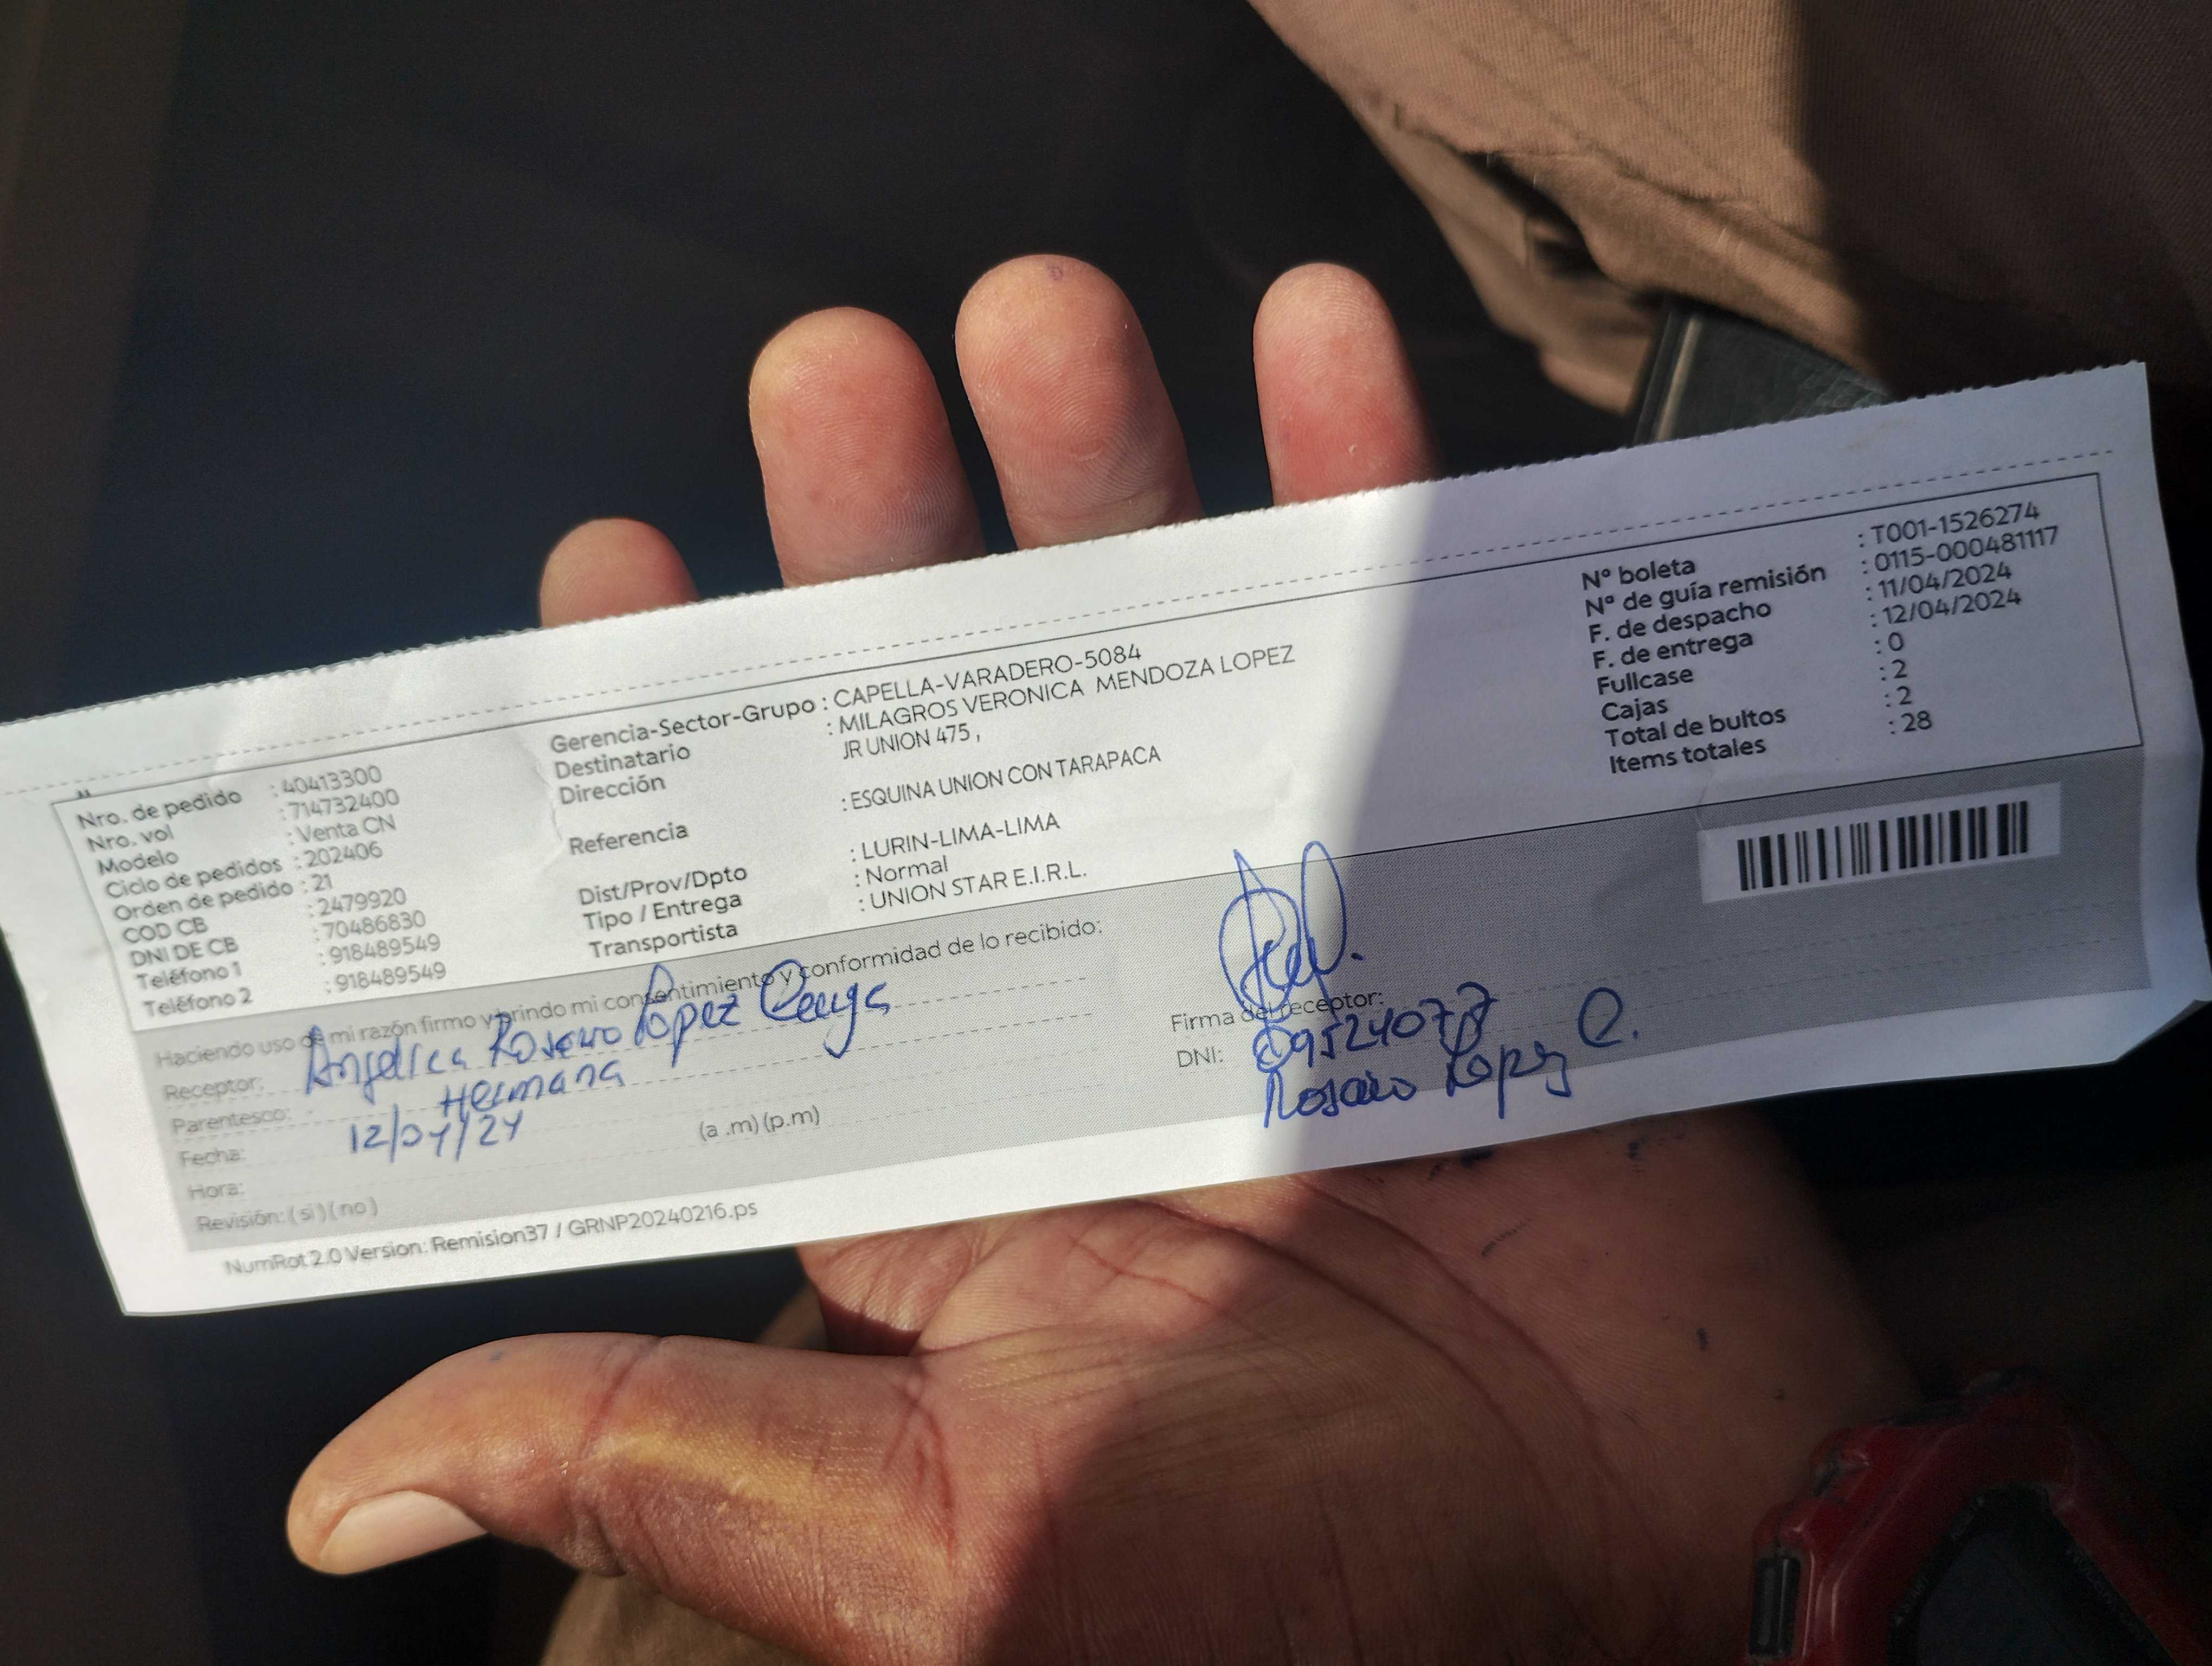 Nro. de pedido : 40413300
Nro. vol : 714732400
Modelo : Venta CN
Ciclo de pedidos : 202406
Orden de pedido : 21
COD CB : 2479920
DNI DE CB : 70486830
Teléfono 1 : 918489549
Teléfono 2 : 918489549
Gerencia-Sector-Grupo : CAPELLA-VARADERO-5084
Destinatario : MILAGROS VERONICA MENDOZA LOPEZ
Dirección JR UNION 475 ,
Referencia : ESQUINA UNION CON TARAPACA
Dist/Prov/Dpto : LURIN-LIMA-LIMA
Tipo / Entrega : Normal
Transportista : UNION STAR E.I.R.L.
N° boleta : T001-1526274
N° de guía remisión : 0115-000481117
F. de despacho : 11/04/2024
F. de entrega : 12/04/2024
Fullcase : 0
Cajas : 2
Total de bultos : 2
Items totales : 28
Haciendo uso de mi razón firmo y brindo mi consentimiento y conformidad de lo recibido:
Receptor: Angelica Rosario Lopez
Parentesco: Hermana
Fecha: 12/04/24
Hora: (a .m) (p.m)
Revisión: ( si ) ( no )
Firma del receptor:
DNI: 09524077
Rosario Lopez C.
NumRot 2.0 Version: Remision37 / GRNP20240216.ps